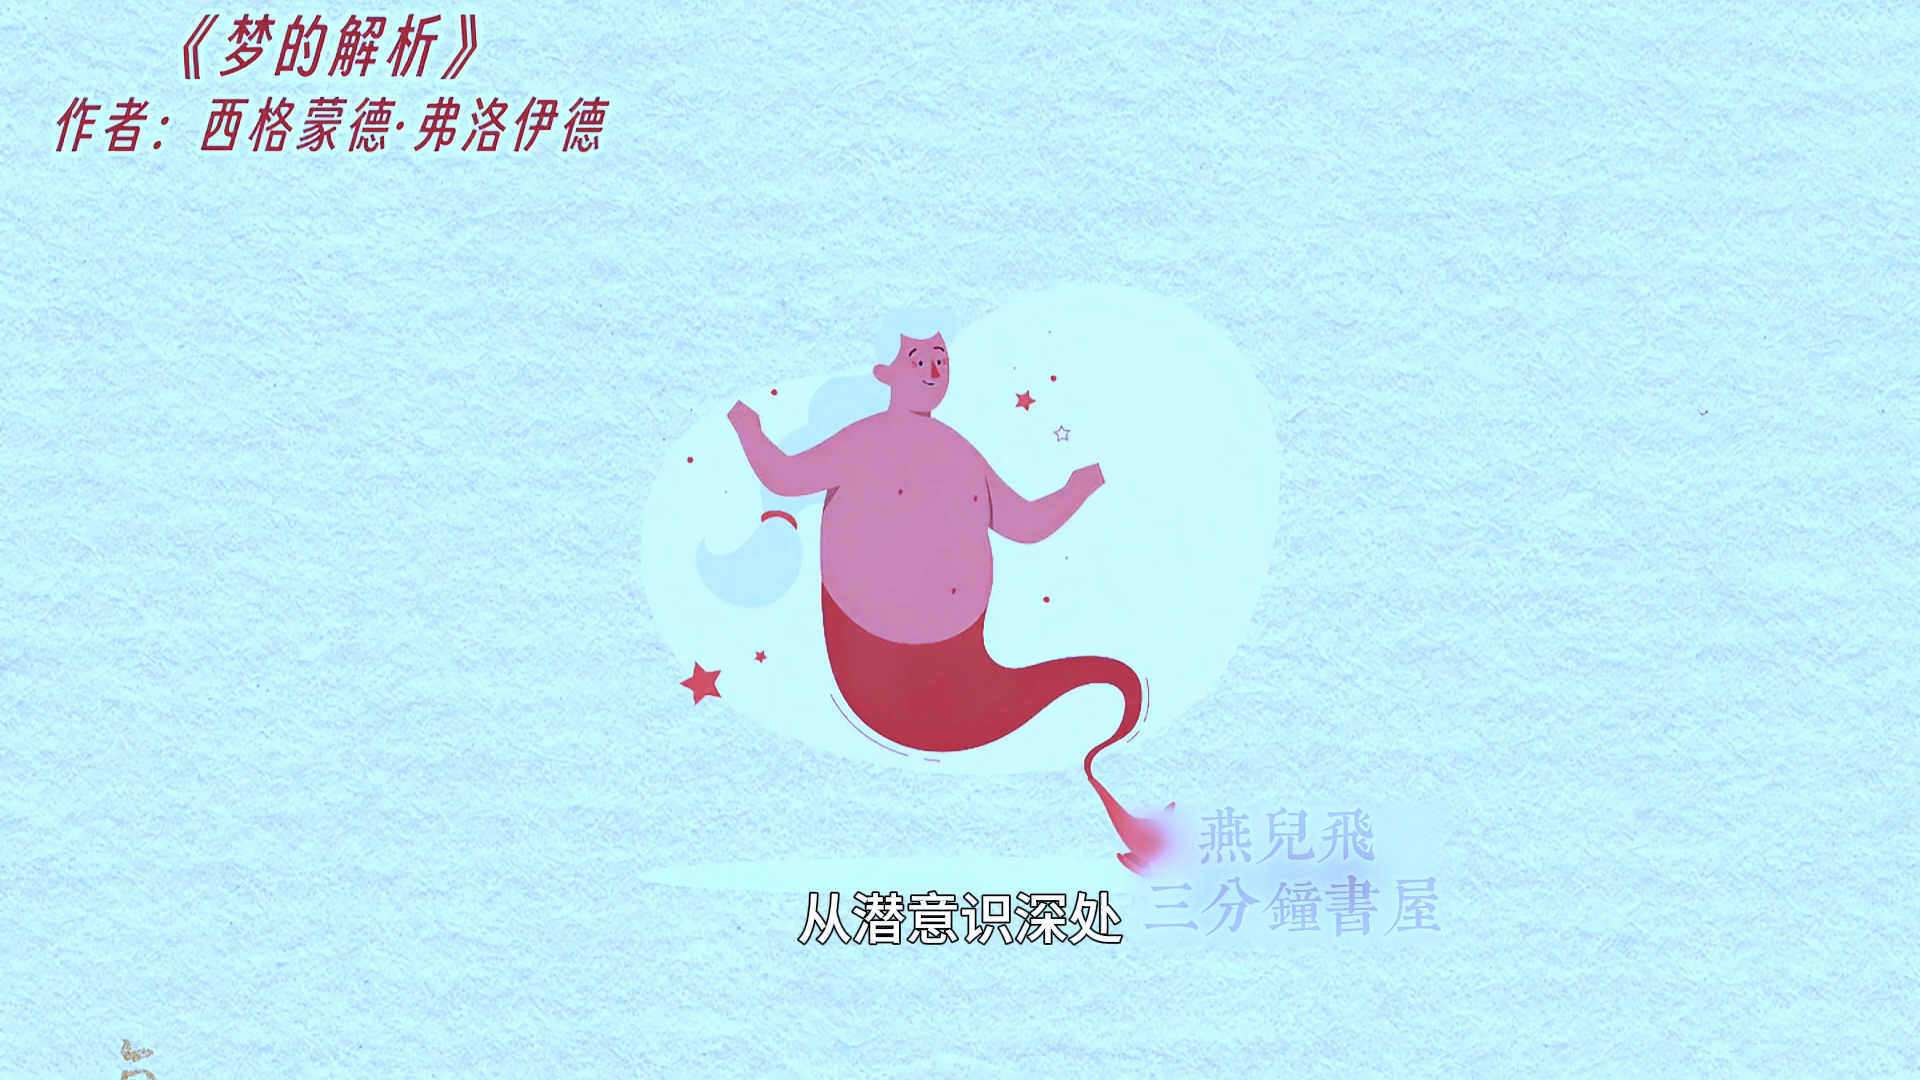 《梦的解析》
作者：西格蒙德·弗洛伊德
燕兒飛
三分鐘書屋
从潜意识深处